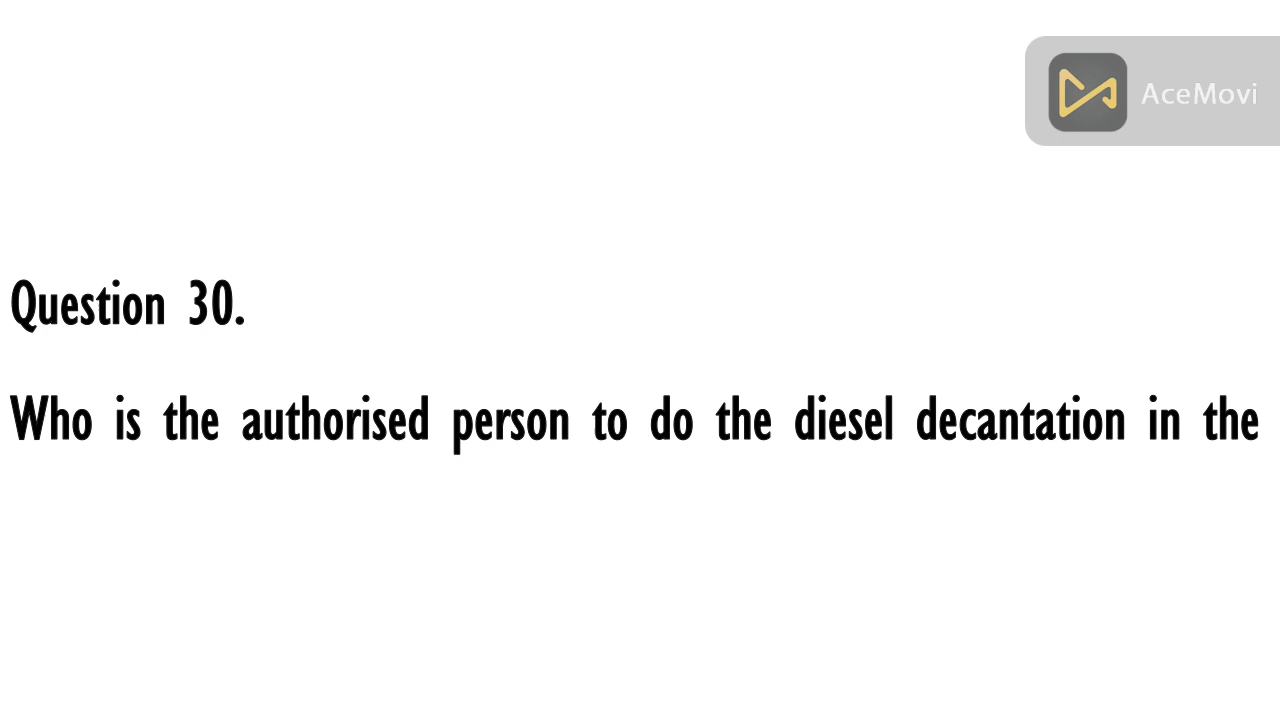 AceMovi
Question 30.
Who is the authorised person to do the diesel decantation in the